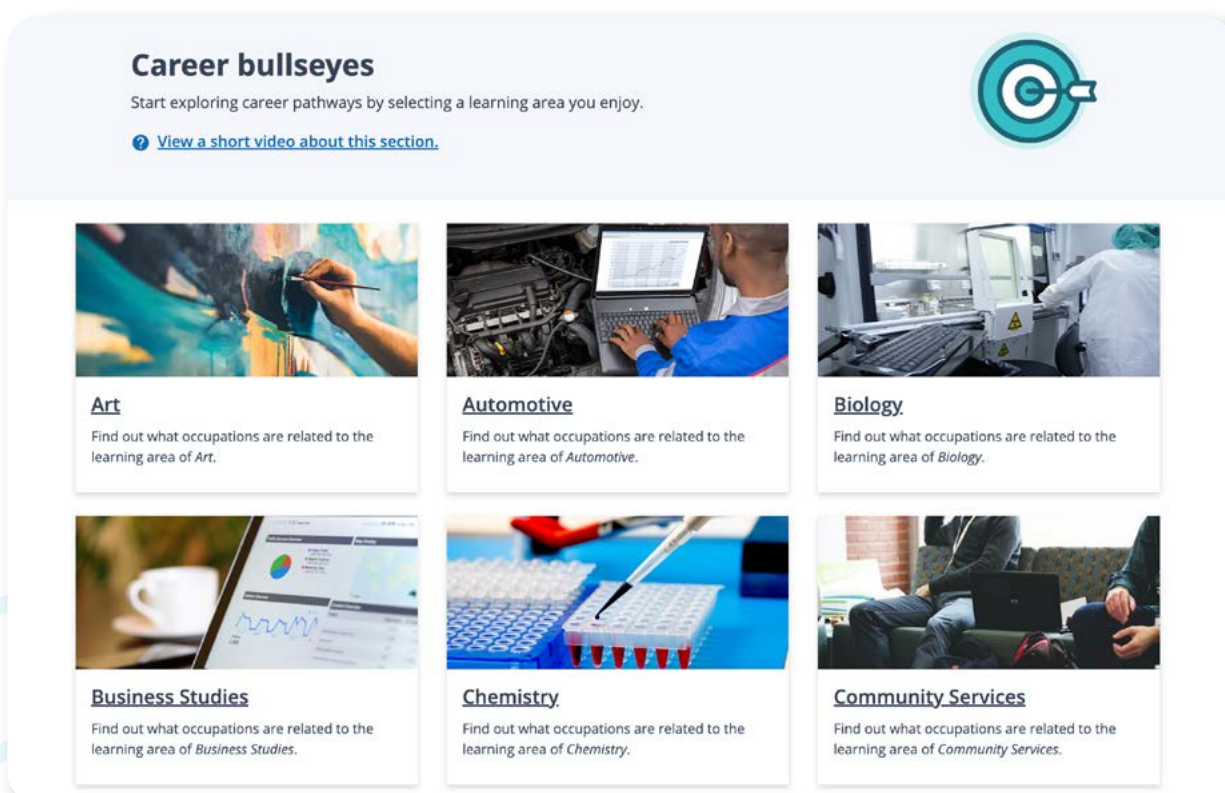 Career bullseyes
Start exploring career pathways by selecting a learning area you enjoy.
View a short video about this section.
Art
Find out what occupations are related to the
learning area of Art.
Automotive
Find out what occupations are related to the
learning area of Automotive.
Biology
Find out what occupations are related to the
learning area of Biology.
Business Studies
Find out what occupations are related to the
learning area of Business Studies.
Chemistry
Find out what occupations are related to the
learning area of Chemistry.
Community Services
Find out what occupations are related to the
learning area of Community Services.